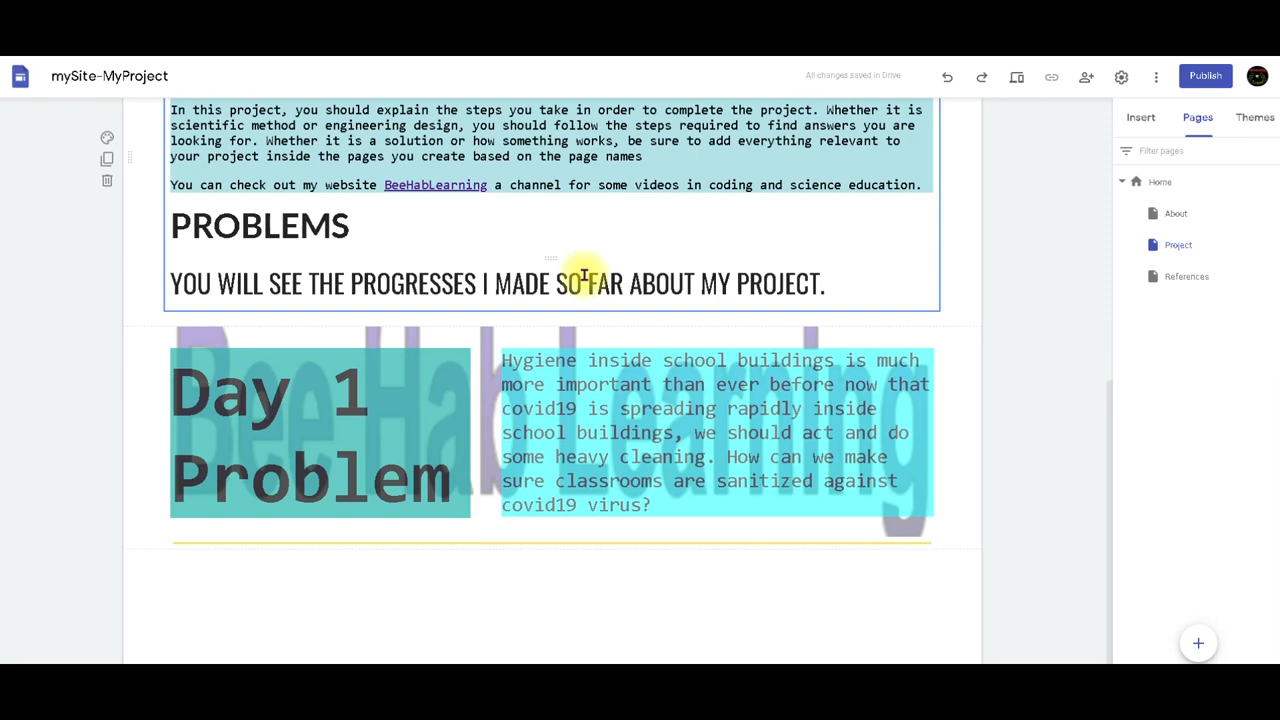 mySite-MyProject
All changes saved in Drive
Publish
In this project, you should explain the steps you take in order to complete the project. Whether it is
scientific method or engineering design, you should follow the steps required to find answers you are
looking for. Whether it is a solution or how something works, be sure to add everything relevant to
your project inside the pages you create based on the page names
You can check out my website BeeHabLearning a channel for some videos in coding and science education.
PROBLEMS
YOU WILL SEE THE PROGRESSES I MADE SO FAR ABOUT MY PROJECT.
BeeHab Learning
Day 1
Problem
Hygiene inside school buildings is much
more important than ever before now that
covid19 is spreading rapidly inside
school buildings, we should act and do
some heavy cleaning. How can we make
sure classrooms are sanitized against
covid19 virus?
Insert
Pages
Themes
Filter pages
Home
About
Project
References